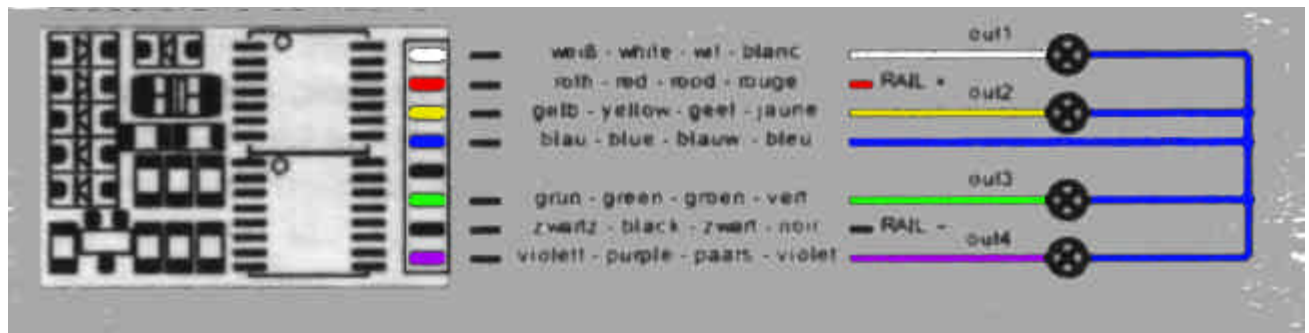 weiß - white - wit - blanc
out1
roth - red - rood - rouge
RAIL +
out2
gelb - yellow - geel - jaune
blau - blue - blauw - bleu
out3
grun - green - groen - vert
zwartz - black - zwart - noir
RAIL -
out4
violett - purple - paars - violet